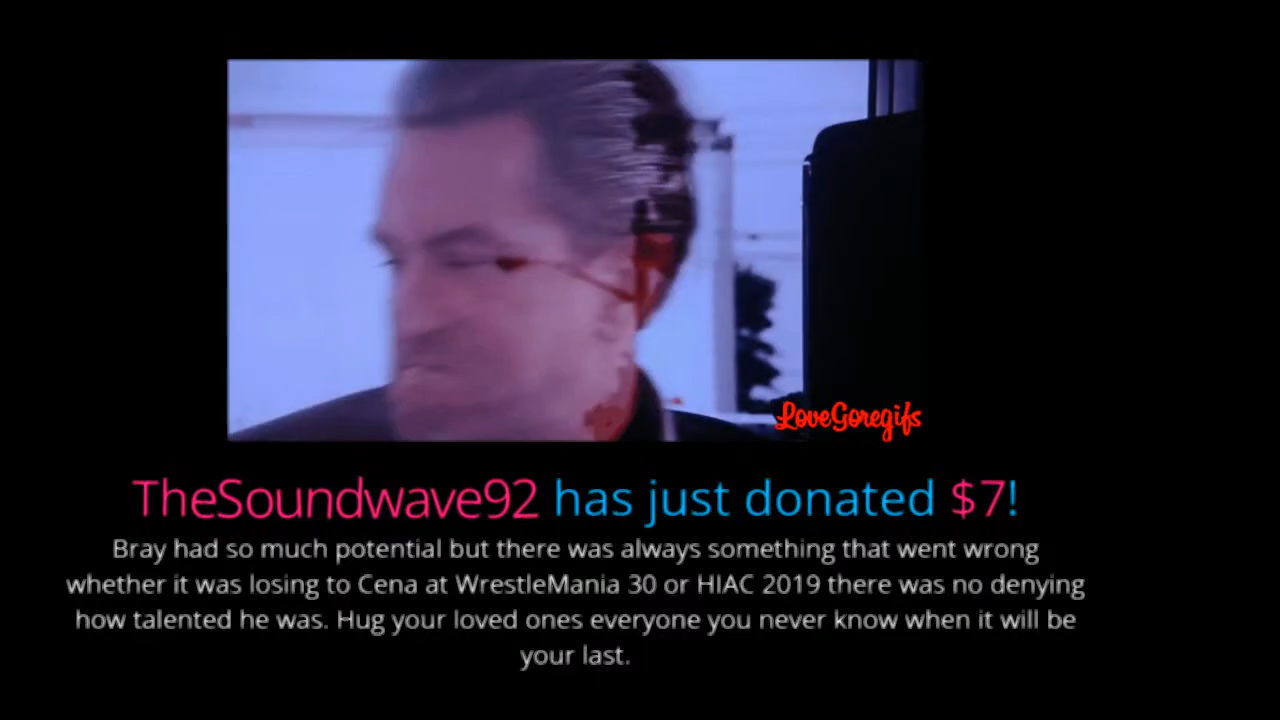 LoveGoregifs
TheSoundwave92 has just donated $7!
Bray had so much potential but there was always something that went wrong
whether it was losing to Cena at WrestleMania 30 or HIAC 2019 there was no denying
how talented he was. Hug your loved ones everyone you never know when it will be
your last.